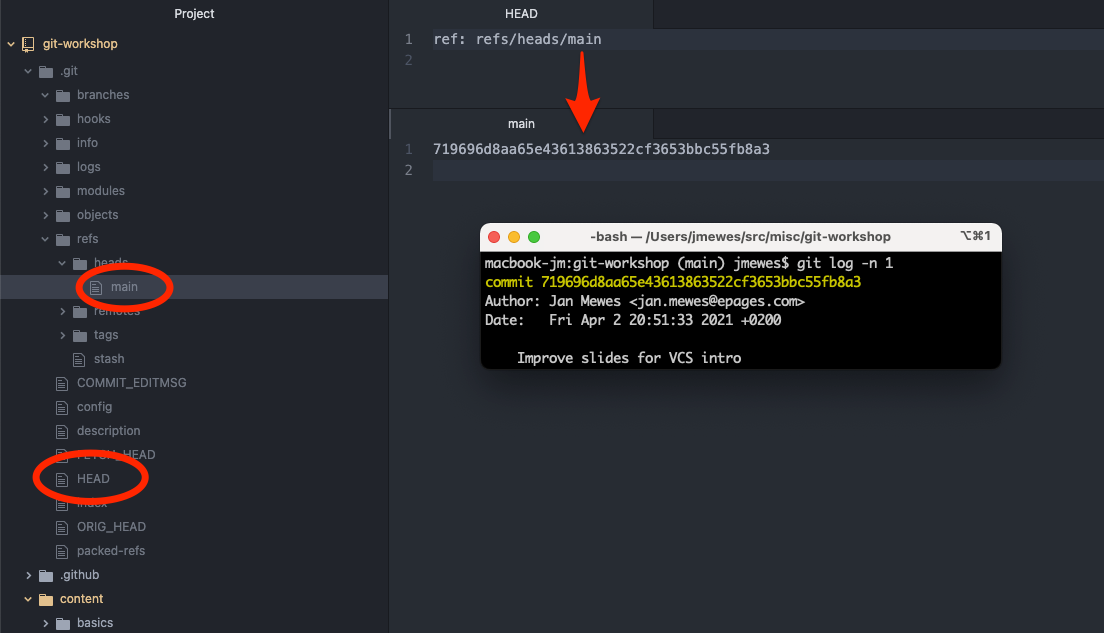 Project
git-workshop
.git
branches
hooks
info
logs
modules
objects
refs
heads
main
remotes
tags
stash
COMMIT_EDITMSG
config
description
FETCH_HEAD
HEAD
index
ORIG_HEAD
packed-refs
.github
content
basics
HEAD
1 ref: refs/heads/main
2
main
1 719696d8aa65e43613863522cf3653bbc55fb8a3
2
-bash — /Users/jmewes/src/misc/git-workshop ⌥⌘1
macbook-jm:git-workshop (main) jmewes$ git log -n 1
commit 719696d8aa65e43613863522cf3653bbc55fb8a3
Author: Jan Mewes <jan.mewes@epages.com>
Date:   Fri Apr 2 20:51:33 2021 +0200
    Improve slides for VCS intro